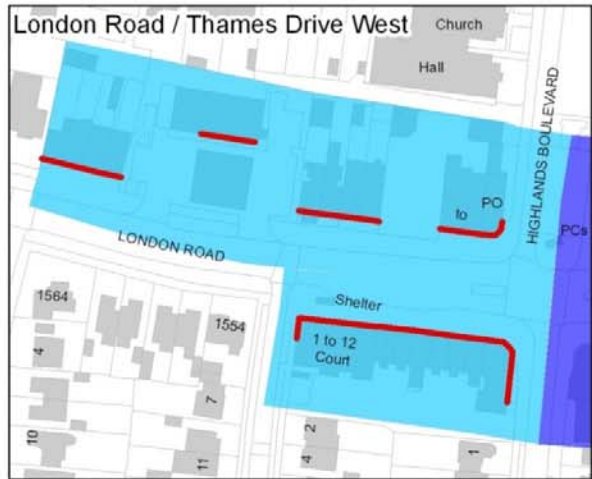 London Road / Thames Drive West
Church
Hall
HIGHLANDS BOULEVARD
PO
to
PCs
LONDON ROAD
Shelter
1564
1554
1 to 12
Court
4
7
10
11
2
4
1